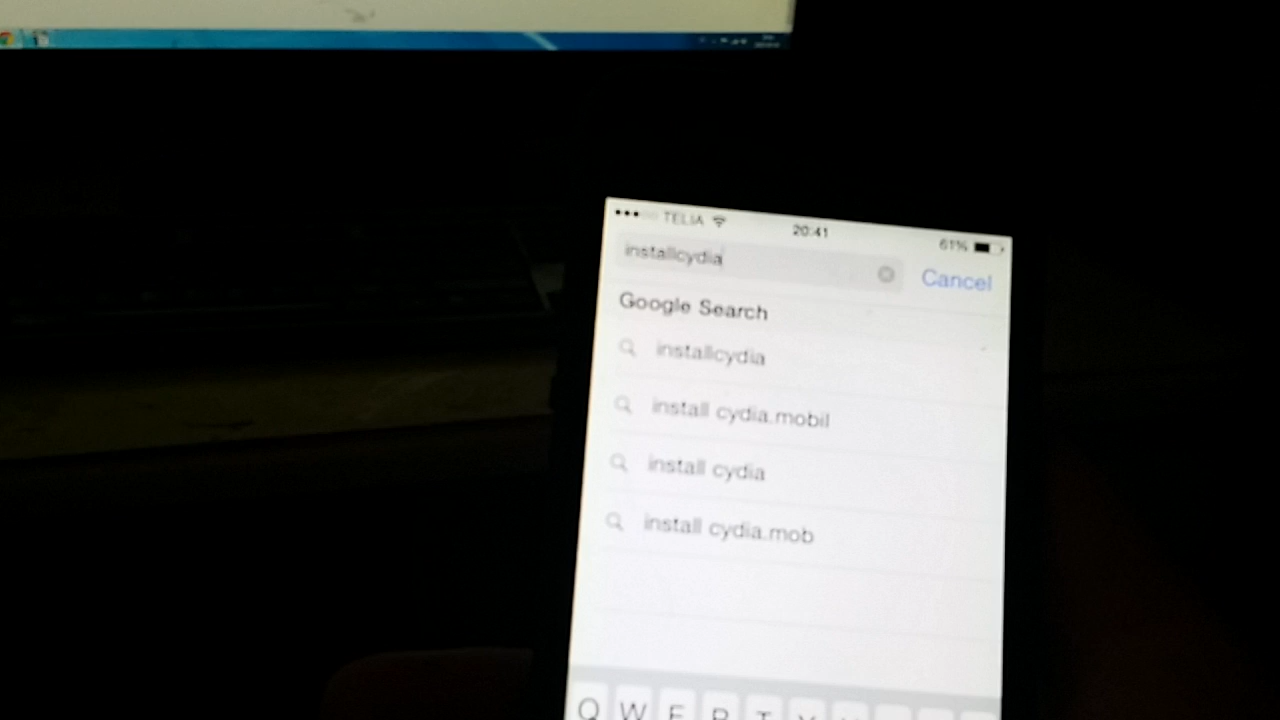 TELIA 20:41 61%
installcydia Cancel
Google Search
installcydia
install cydia.mobil
install cydia
install cydia.mob
Q W E R T Y